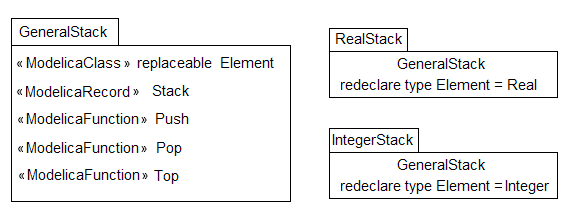 GeneralStack
«ModelicaClass» replaceable Element
«ModelicaRecord» Stack
«ModelicaFunction» Push
«ModelicaFunction» Pop
«ModelicaFunction» Top
RealStack
GeneralStack
redeclare type Element = Real
IntegerStack
GeneralStack
redeclare type Element =Integer